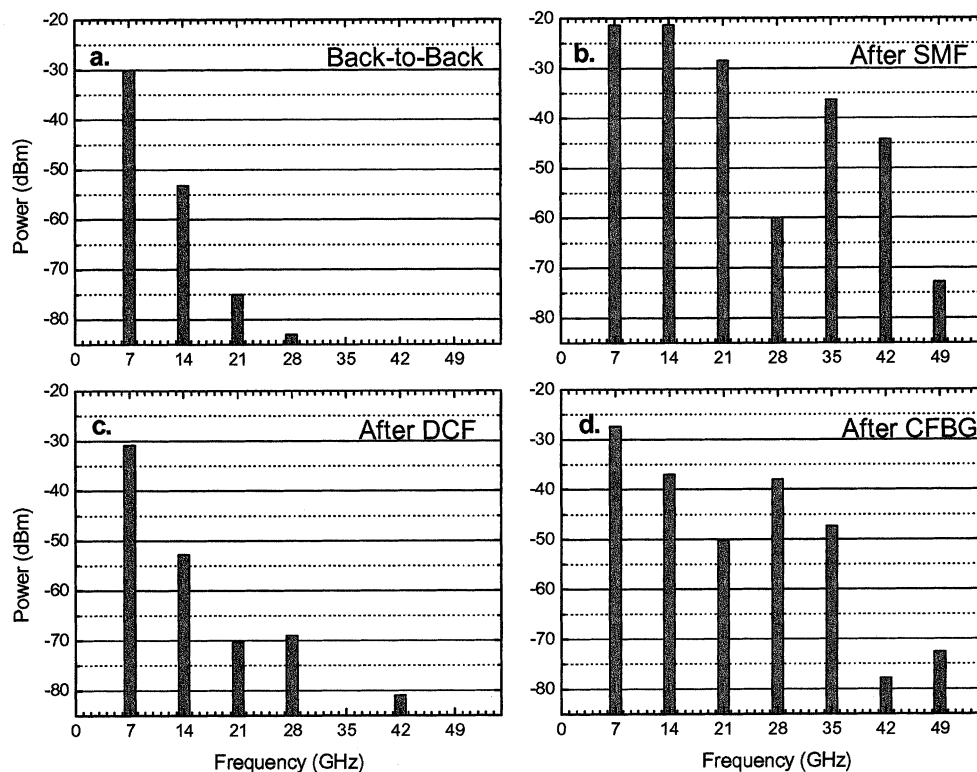 a.
Back-to-Back
Power (dBm)
-20
-30
-40
-50
-60
-70
-80
0 7 14 21 28 35 42 49
b.
After SMF
-20
-30
-40
-50
-60
-70
-80
0 7 14 21 28 35 42 49
c.
After DCF
Power (dBm)
-20
-30
-40
-50
-60
-70
-80
0 7 14 21 28 35 42 49
Frequency (GHz)
d.
After CFBG
-20
-30
-40
-50
-60
-70
-80
0 7 14 21 28 35 42 49
Frequency (GHz)